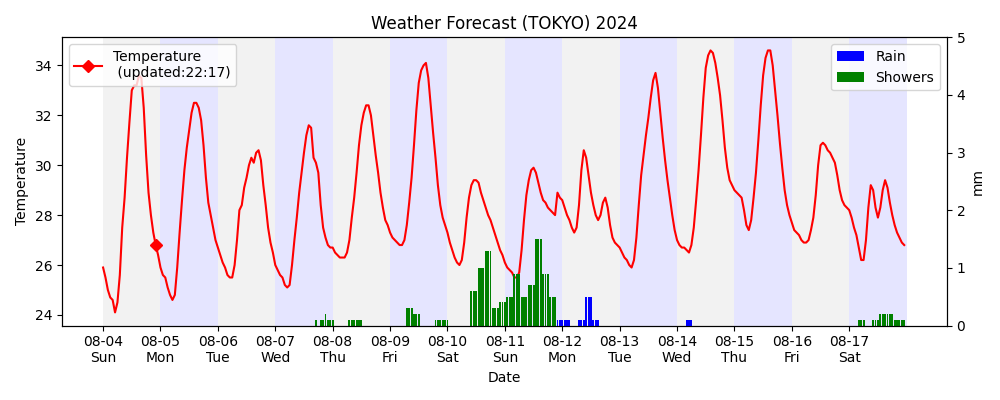 Weather Forecast (TOKYO) 2024
Temperature
(updated:22:17)
Rain
Showers
Temperature
34
32
30
28
26
24
5
4
3
2
1
0
mm
08-04 08-05 08-06 08-07 08-08 08-09 08-10 08-11 08-12 08-13 08-14 08-15 08-16 08-17
Sun Mon Tue Wed Thu Fri Sat Sun Mon Tue Wed Thu Fri Sat
Date